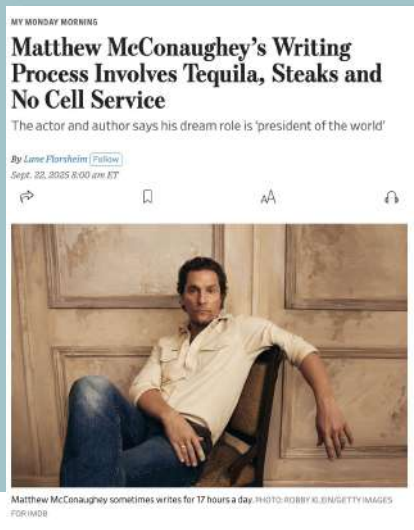 MY MONDAY MORNING
Matthew McConaughey’s Writing
Process Involves Tequila, Steaks and
No Cell Service
The actor and author says his dream role is ‘president of the world’
By Lane Florsheim Follow
Sept. 22, 2025 8:00 am ET
AA
Matthew McConaughey sometimes writes for 17 hours a day. PHOTO: ROBBY KLEIN/GETTY IMAGES
FOR IMDB